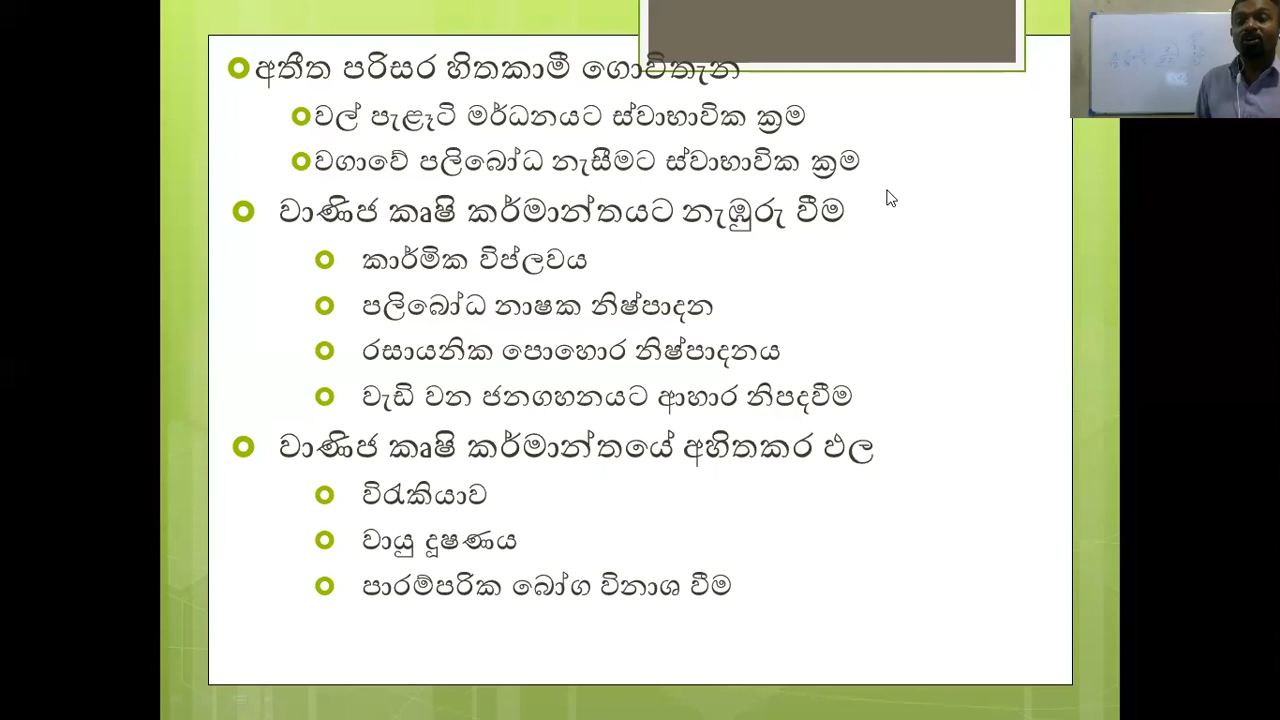 අතීත පරිසර හිතකාමී ගොවිතැන
වල් පැළෑටි මර්ධනයට ස්වාභාවික ක්‍රම
වගාවේ පලිබෝධ නැසීමට ස්වාභාවික ක්‍රම
වාණිජ කෘෂි කර්මාන්තයට නැඹුරු වීම
කාර්මික විප්ලවය
පලිබෝධ නාෂක නිෂ්පාදන
රසායනික පොහොර නිෂ්පාදනය
වැඩි වන ජනගහනයට ආහාර නිපදවීම
වාණිජ කෘෂි කර්මාන්තයේ අහිතකර ඵල
විරැකියාව
වායු දූෂණය
පාරම්පරික බෝග විනාශ වීම